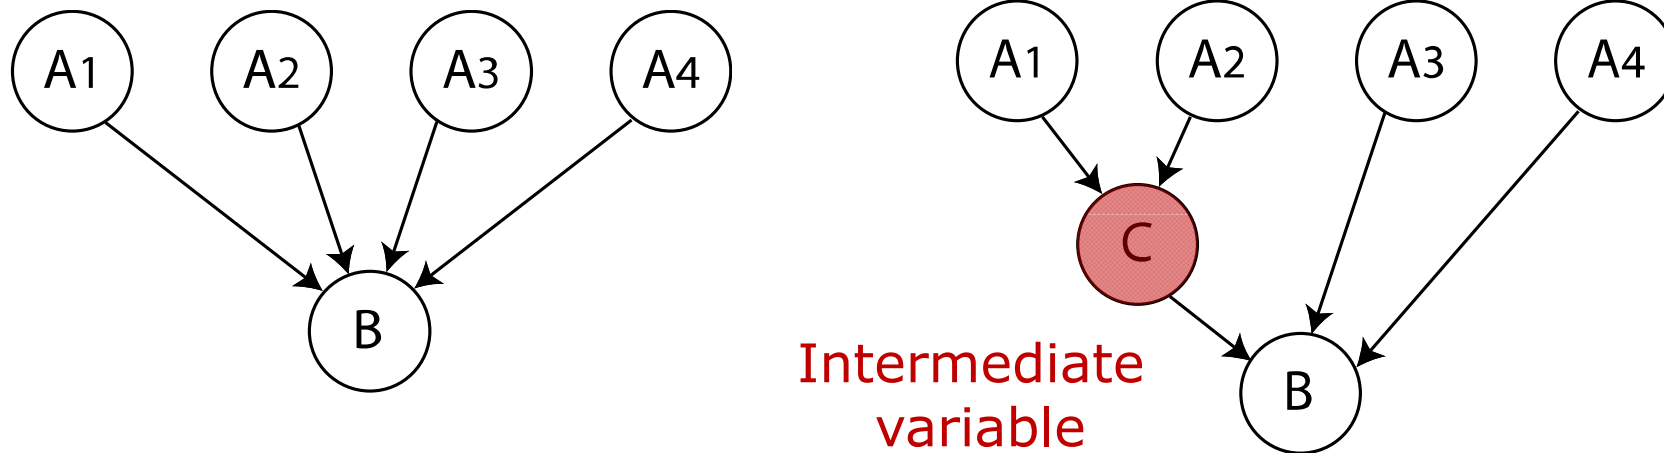 A1 A2 A3 A4
B
A1 A2 A3 A4
C
B
Intermediate
variable